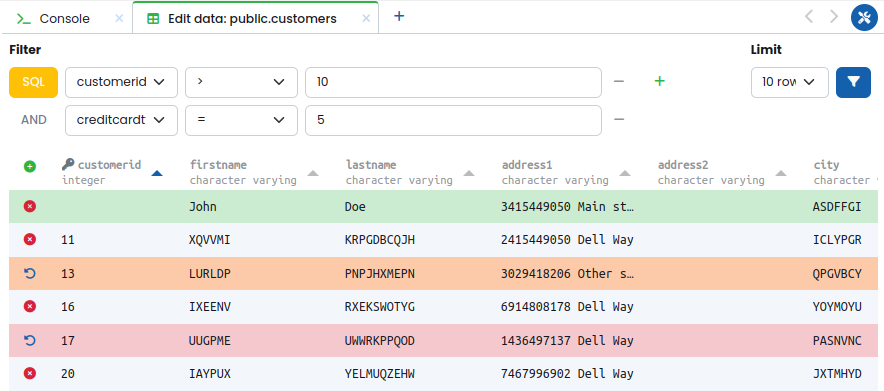 Console × Edit data: public.customers × +
Filter Limit
SQL customerid > 10 − + 10 row
AND creditcardt = 5 −
customerid firstname lastname address1 address2 city
integer character varying character varying character varying character varying character
John Doe 3415449050 Main st… ASDFFGI
11 XQVVMI KRPGDBCQJH 2415449050 Dell Way ICLYPGR
13 LURLDP PNPJHXMEPN 3029418206 Other s… QPGVBCY
16 IXEENV RXEKSWOTYG 6914808178 Dell Way YOYMOYU
17 UUGPME UWWRKPPQOD 1436497137 Dell Way PASNVNC
20 IAYPUX YELMUQZEHW 7467996902 Dell Way JXTMHYD